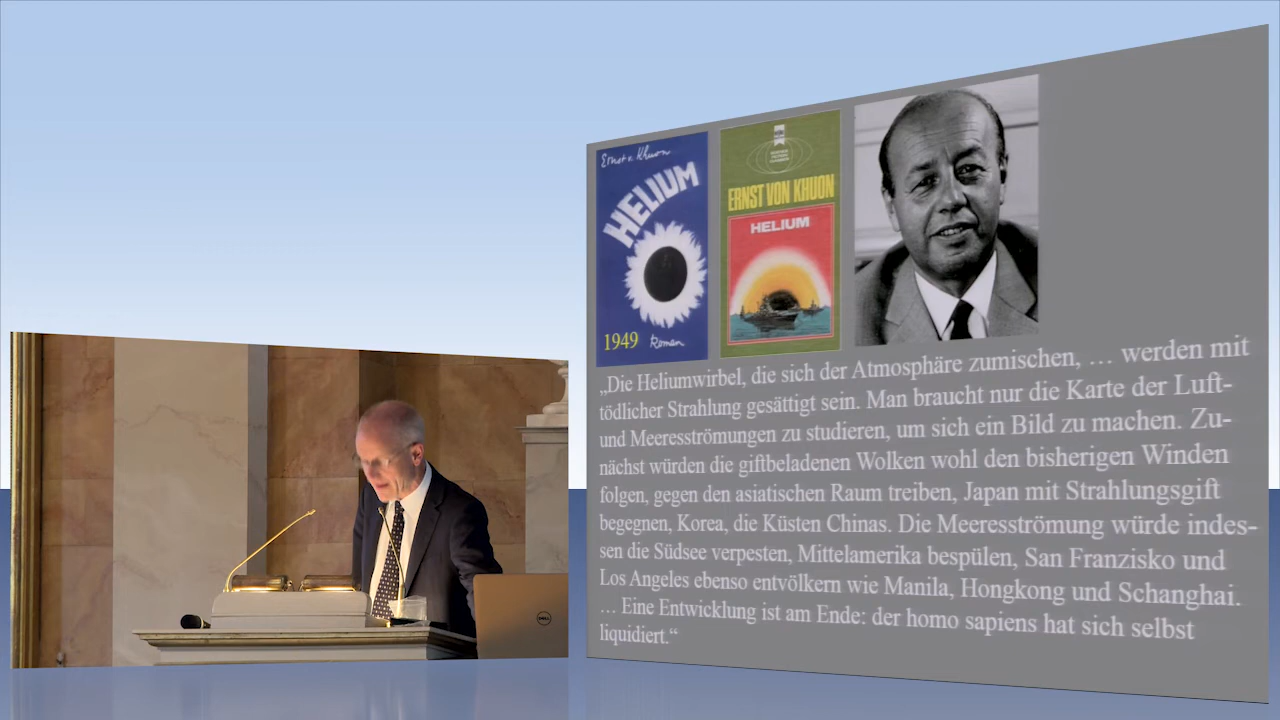 Ernst v. Khuon
HELIUM
1949 Roman
ERNST VON KHUON
HELIUM
„Die Heliumwirbel, die sich der Atmosphäre zumischen, … werden mit
tödlicher Strahlung gesättigt sein. Man braucht nur die Karte der Luft-
und Meeresströmungen zu studieren, um sich ein Bild zu machen. Zu-
nächst würden die giftbeladenen Wolken wohl den bisherigen Winden
folgen, gegen den asiatischen Raum treiben, Japan mit Strahlungsgift
begegnen, Korea, die Küsten Chinas. Die Meeresströmung würde indes-
sen die Südsee verpesten, Mittelamerika bespülen, San Franzisko und
Los Angeles ebenso entvölkern wie Manila, Hongkong und Schanghai.
… Eine Entwicklung ist am Ende: der homo sapiens hat sich selbst
liquidiert.“
DELL